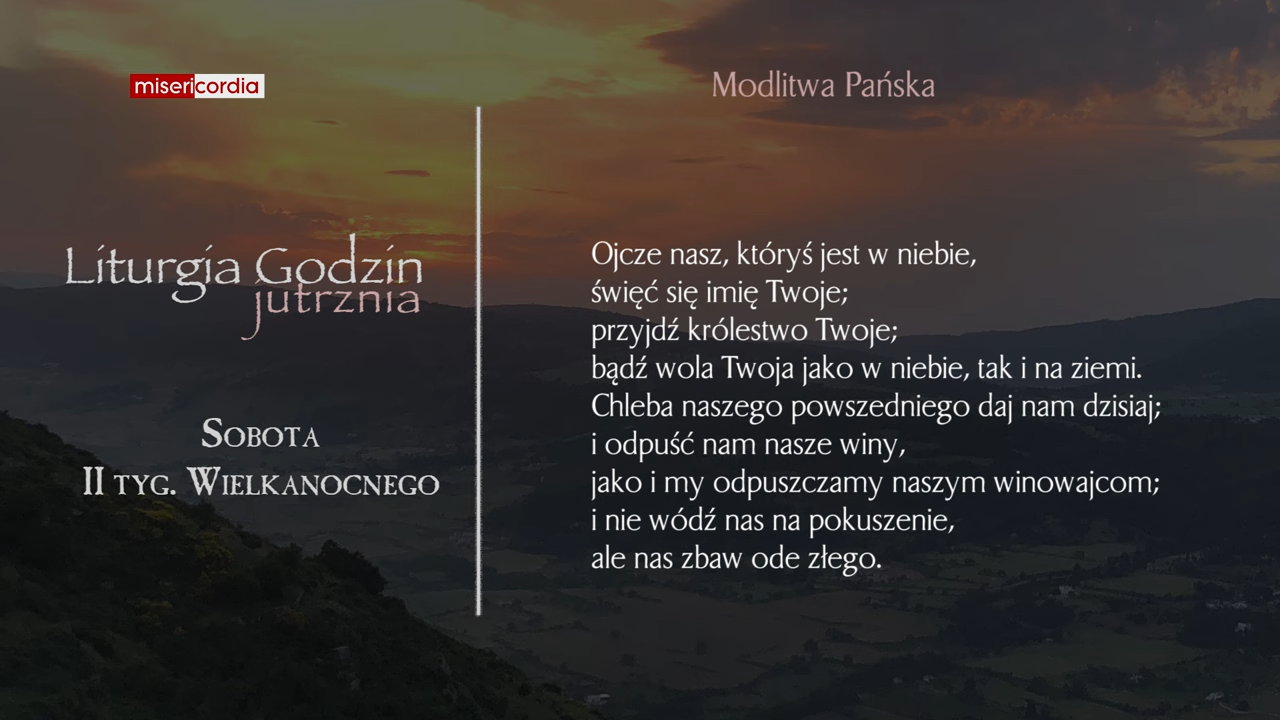 misericordia
Liturgia Godzin
jutrznia
Sobota
II tyg. Wielkanocnego
Modlitwa Pańska
Ojcze nasz, któryś jest w niebie,
święć się imię Twoje;
przyjdź królestwo Twoje;
bądź wola Twoja jako w niebie, tak i na ziemi.
Chleba naszego powszedniego daj nam dzisiaj;
i odpuść nam nasze winy,
jako i my odpuszczamy naszym winowajcom;
i nie wódź nas na pokuszenie,
ale nas zbaw ode złego.